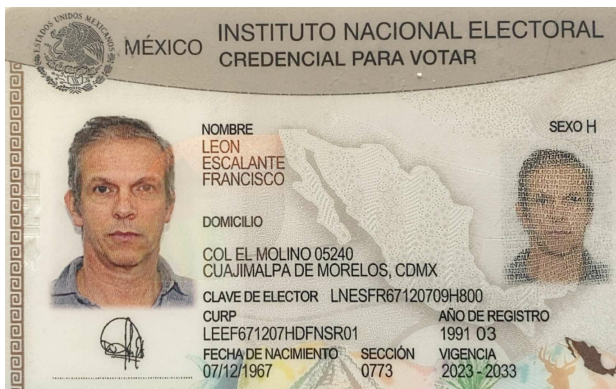 ESTADOS UNIDOS MEXICANOS
MÉXICO
INSTITUTO NACIONAL ELECTORAL
CREDENCIAL PARA VOTAR
NOMBRE
LEON
ESCALANTE
FRANCISCO
SEXO H
DOMICILIO
COL EL MOLINO 05240
CUAJIMALPA DE MORELOS, CDMX
CLAVE DE ELECTOR LNESFR67120709H800
CURP
LEEF671207HDFNSR01
AÑO DE REGISTRO
1991 03
FECHA DE NACIMIENTO
07/12/1967
SECCIÓN
0773
VIGENCIA
2023 - 2033